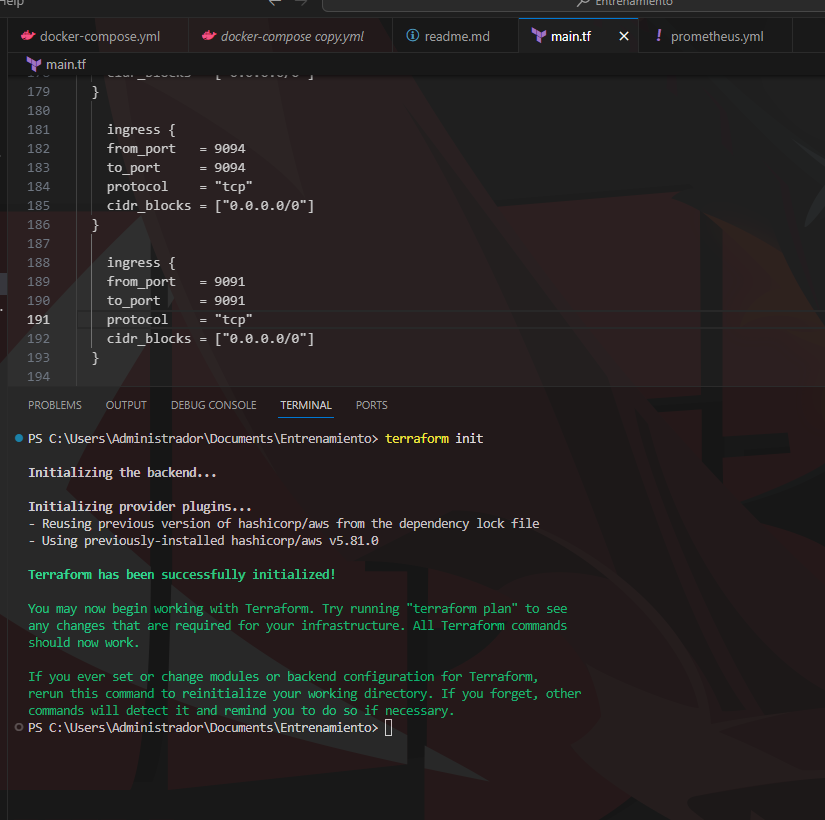 Help
Entrenamiento
docker-compose.yml docker-compose copy.yml readme.md main.tf prometheus.yml
main.tf
179 }
180
181 ingress {
182 from_port = 9094
183 to_port = 9094
184 protocol = "tcp"
185 cidr_blocks = ["0.0.0.0/0"]
186 }
187
188 ingress {
189 from_port = 9091
190 to_port = 9091
191 protocol = "tcp"
192 cidr_blocks = ["0.0.0.0/0"]
193 }
194
PROBLEMS OUTPUT DEBUG CONSOLE TERMINAL PORTS
PS C:\Users\Administrador\Documents\Entrenamiento> terraform init
Initializing the backend...
Initializing provider plugins...
- Reusing previous version of hashicorp/aws from the dependency lock file
- Using previously-installed hashicorp/aws v5.81.0
Terraform has been successfully initialized!
You may now begin working with Terraform. Try running "terraform plan" to see
any changes that are required for your infrastructure. All Terraform commands
should now work.
If you ever set or change modules or backend configuration for Terraform,
rerun this command to reinitialize your working directory. If you forget, other
commands will detect it and remind you to do so if necessary.
PS C:\Users\Administrador\Documents\Entrenamiento>